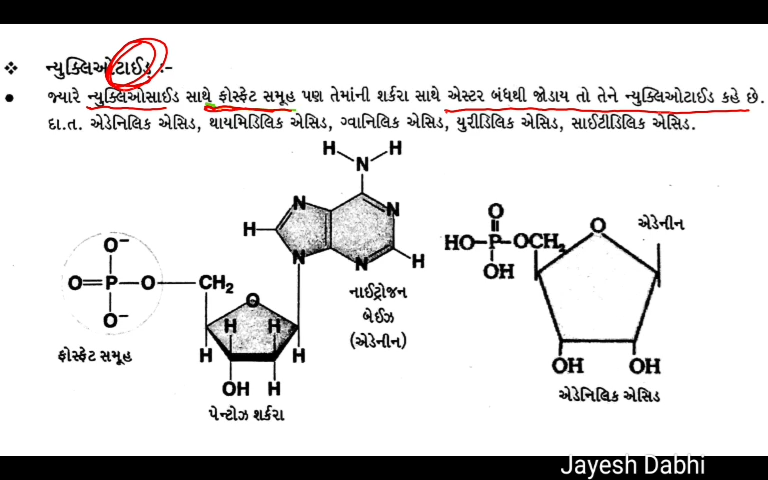 ❖ ન્યુક્લિઓટાઈડ :-
• જ્યારે ન્યુક્લિઓસાઈડ સાથે ફોસ્ફેટ સમૂહ પણ તેમાંની શર્કરા સાથે એસ્ટર બંધથી જોડાય તો તેને ન્યુક્લિઓટાઈડ કહે છે.
દા.ત. એડેનિલિક એસિડ, થાયમિડિલિક એસિડ, ગ્વાનિલિક એસિડ, યુરીડિલિક એસિડ, સાઈટીડિલિક એસિડ.
H H
N
N N
H
N N H
O⁻
O=P—O—CH₂
O⁻
O
H H
H H
OH H
ફોસ્ફેટ સમૂહ
પેન્ટોઝ શર્કરા
નાઈટ્રોજન
બેઈઝ
(એડેનીન)
O
HO-P-OCH₂
OH
O
એડેનીન
OH OH
એડેનિલિક એસિડ
Jayesh Dabhi